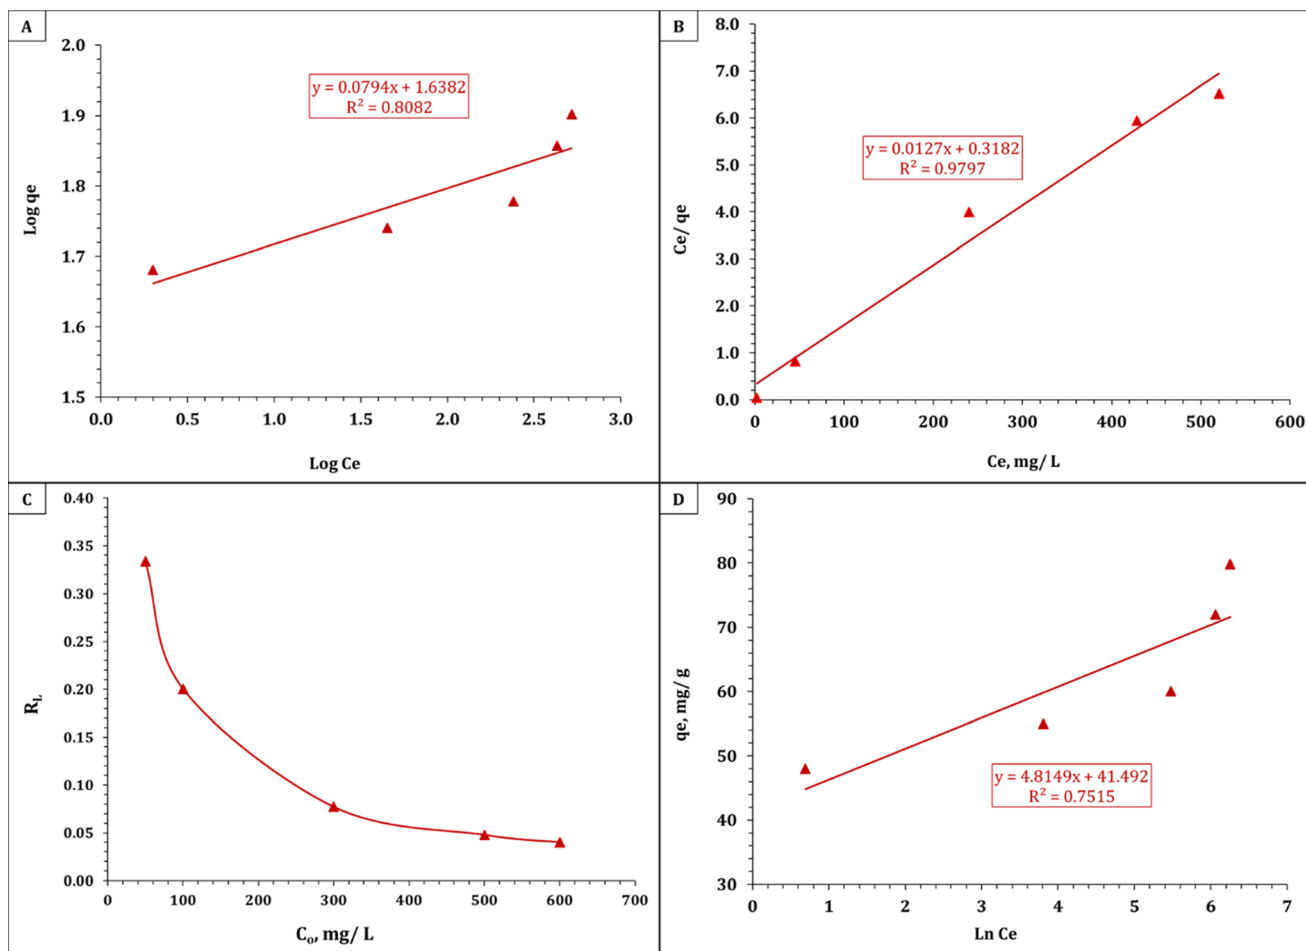 A
2.0
1.9
1.8
1.7
1.6
1.5
Log qe
y = 0.0794x + 1.6382
R² = 0.8082
0.0 0.5 1.0 1.5 2.0 2.5 3.0
Log Ce
B
8.0
7.0
6.0
5.0
4.0
3.0
2.0
1.0
0.0
Ce/ qe
y = 0.0127x + 0.3182
R² = 0.9797
0 100 200 300 400 500 600
Ce, mg/ L
C
0.40
0.35
0.30
0.25
0.20
0.15
0.10
0.05
0.00
R_L
0 100 200 300 400 500 600 700
C_o, mg/ L
D
90
80
70
60
50
40
30
qe, mg/ g
y = 4.8149x + 41.492
R² = 0.7515
0 1 2 3 4 5 6 7
Ln Ce